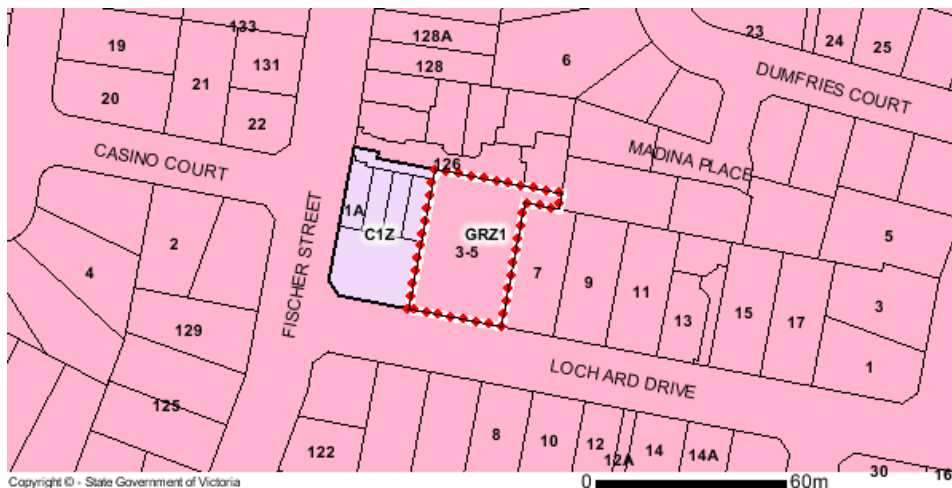 133
128A
23
24
25
19
131
128
6
20
21
22
DUMFRIES COURT
CASINO COURT
126
MADINA PLACE
1A
C1Z
GRZ1
3-5
FISCHER STREET
2
4
7
9
11
13
15
17
5
3
1
129
125
122
LOCH ARD DRIVE
8
10
12
12A
14
14A
30
16
Copyright © - State Government of Victoria
0
60m